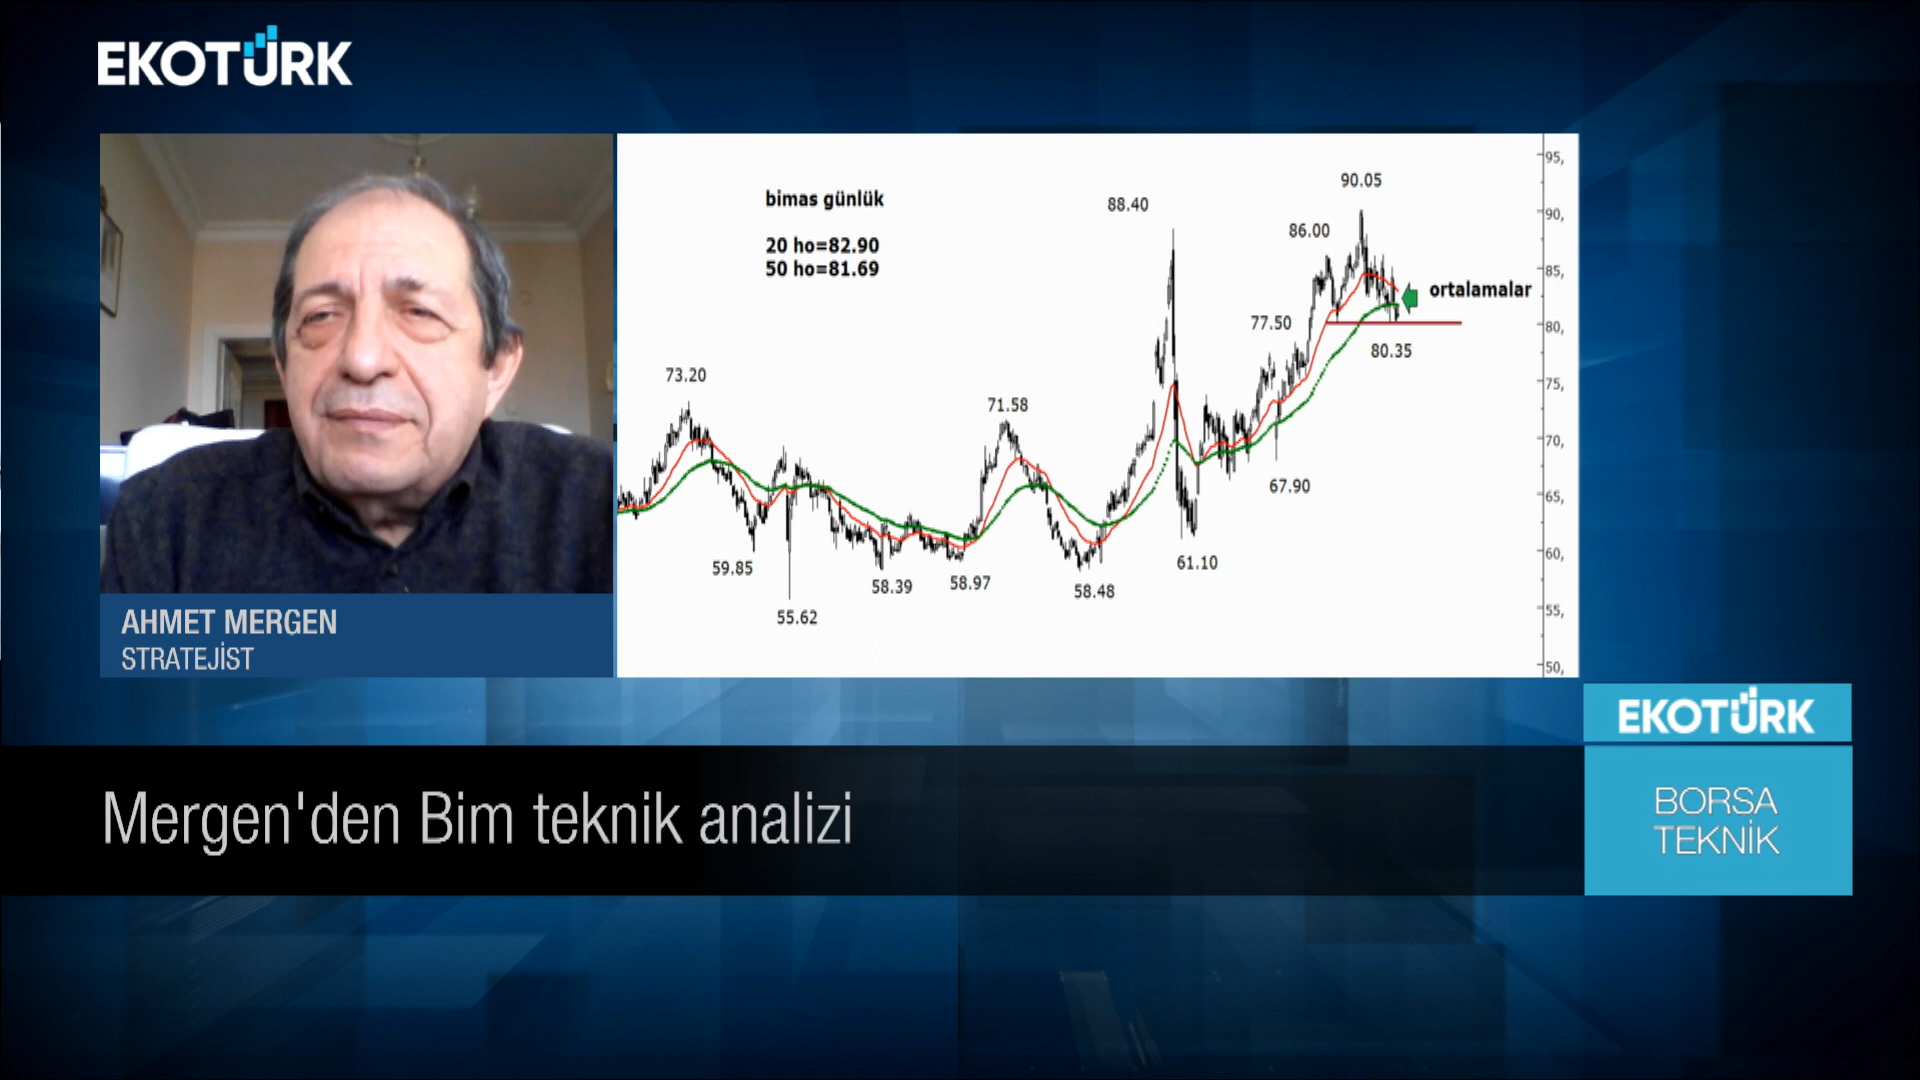 EKOTÜRK
bimas günlük
20 ho=82.90
50 ho=81.69
73.20
59.85
55.62
58.39
58.97
71.58
58.48
88.40
61.10
67.90
77.50
86.00
90.05
80.35
ortalamalar
95,
90,
85,
80,
75,
70,
65,
60,
55,
50,
AHMET MERGEN
STRATEJİST
EKOTÜRK
BORSA
TEKNİK
Mergen'den Bim teknik analizi